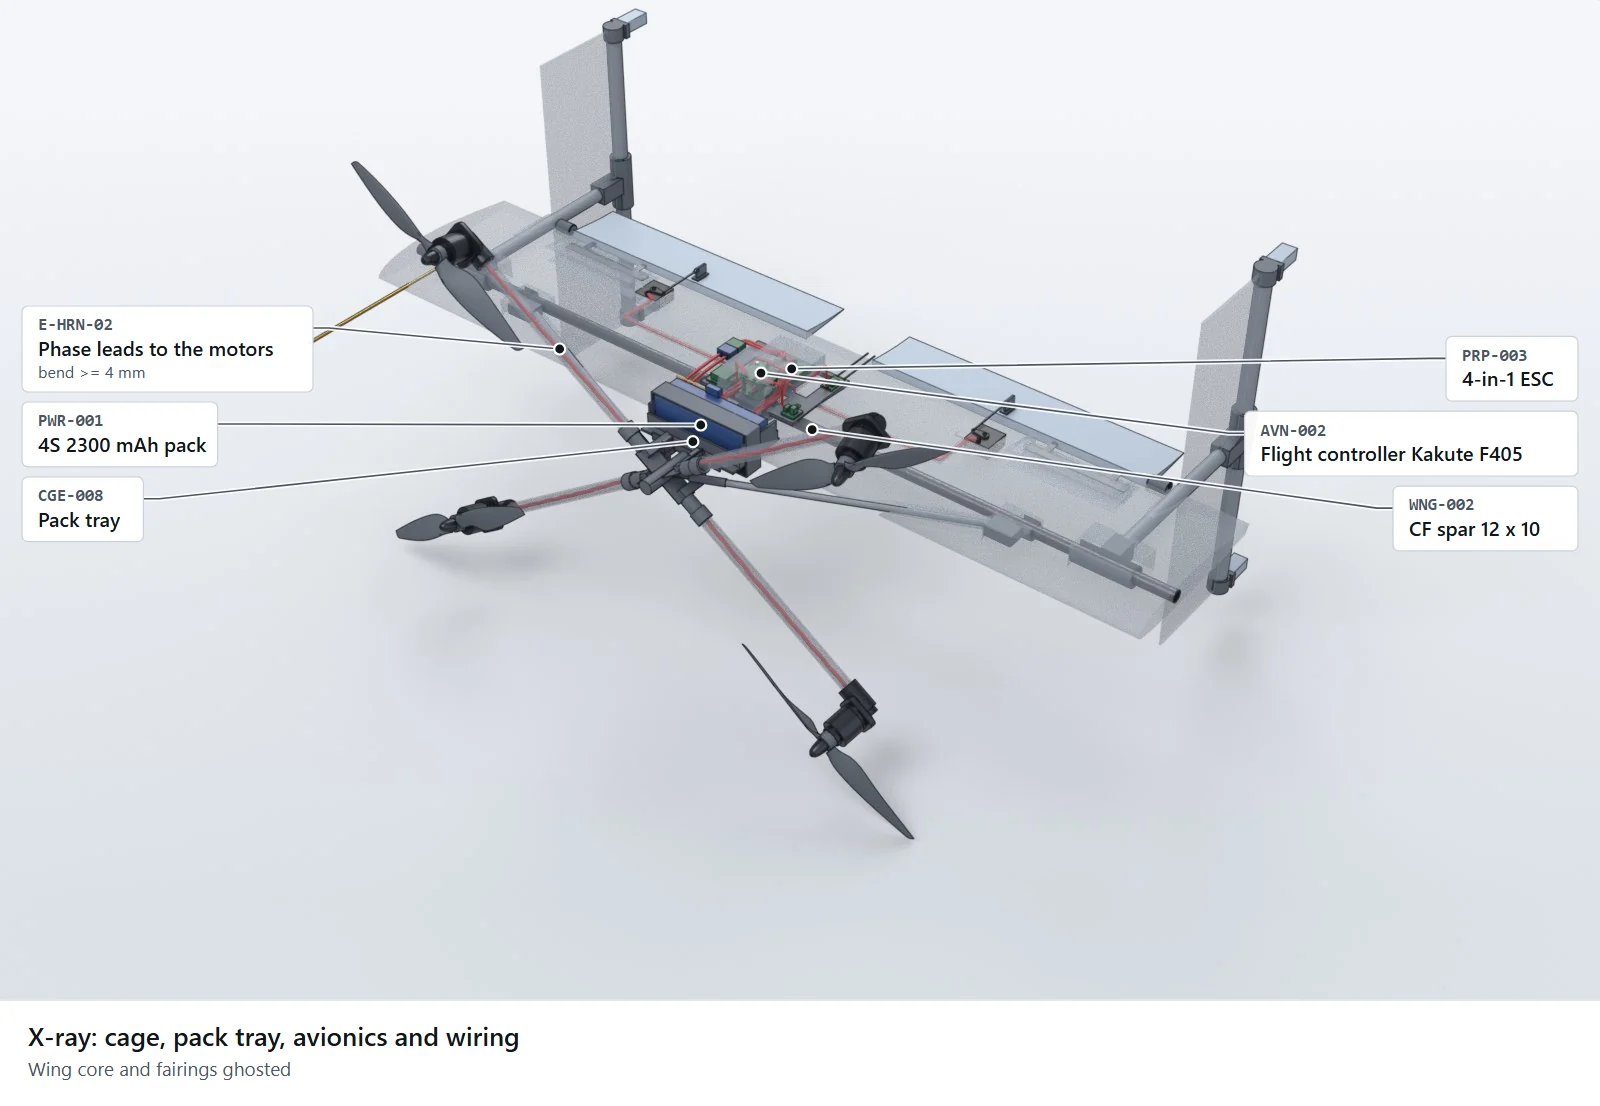 E-HRN-02
Phase leads to the motors
bend >= 4 mm
PWR-001
4S 2300 mAh pack
CGE-008
Pack tray
PRP-003
4-in-1 ESC
AVN-002
Flight controller Kakute F405
WNG-002
CF spar 12 x 10
X-ray: cage, pack tray, avionics and wiring
Wing core and fairings ghosted